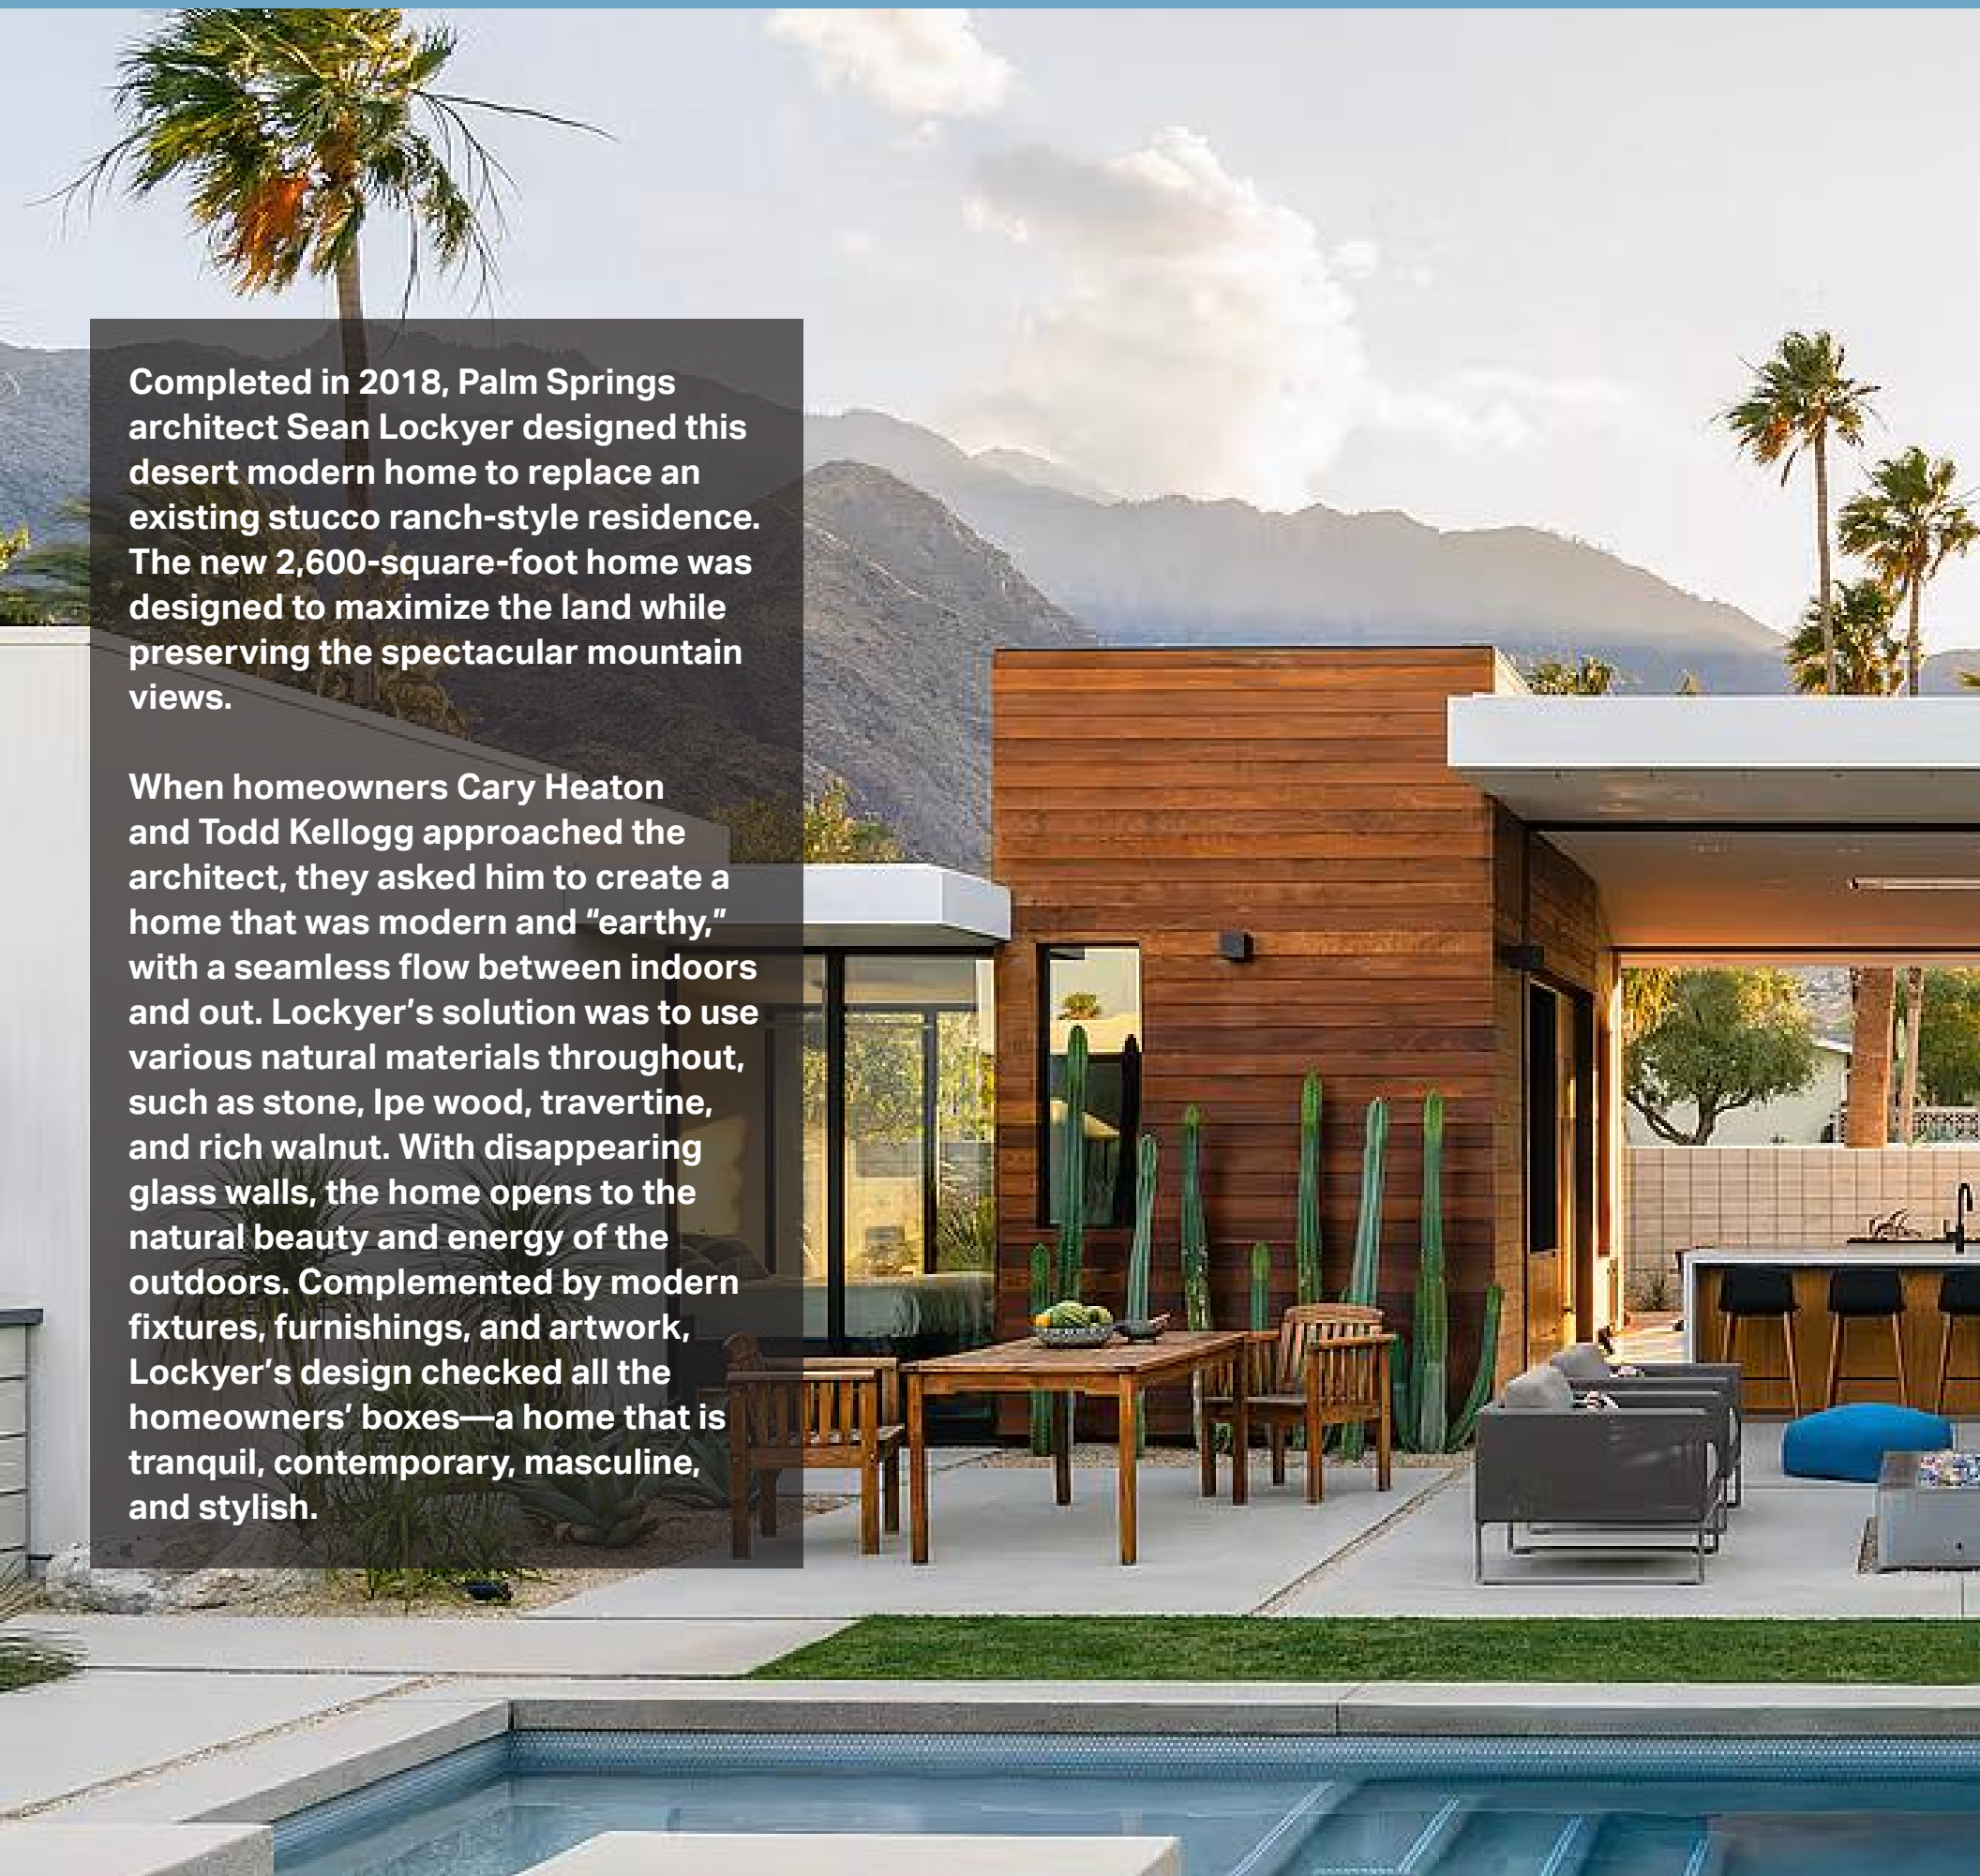 Completed in 2018, Palm Springs
architect Sean Lockyer designed this
desert modern home to replace an
existing stucco ranch-style residence.
The new 2,600-square-foot home was
designed to maximize the land while
preserving the spectacular mountain
views.
When homeowners Cary Heaton
and Todd Kellogg approached the
architect, they asked him to create a
home that was modern and “earthy,”
with a seamless flow between indoors
and out. Lockyer’s solution was to use
various natural materials throughout,
such as stone, Ipe wood, travertine,
and rich walnut. With disappearing
glass walls, the home opens to the
natural beauty and energy of the
outdoors. Complemented by modern
fixtures, furnishings, and artwork,
Lockyer’s design checked all the
homeowners’ boxes—a home that is
tranquil, contemporary, masculine,
and stylish.